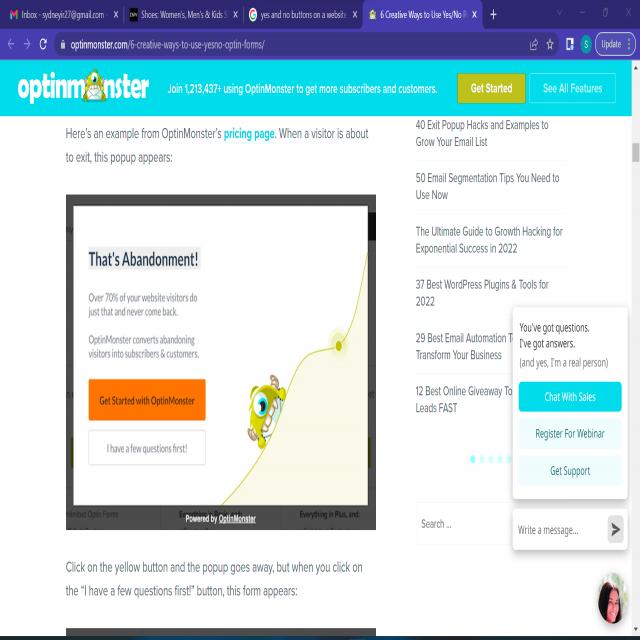 Inbox - sydneyir27@gmail.com -
Shoes: Women's, Men's & Kids S
yes and no buttons on a website
6 Creative Ways to Use Yes/No
optinmonster.com/6-creative-ways-to-use-yesno-optin-forms/
S
Update
optinmonster
Join 1,213,437+ using OptinMonster to get more subscribers and customers.
Get Started
See All Features
Here's an example from OptinMonster's pricing page. When a visitor is about
to exit, this popup appears:
That's Abandonment!
Over 70% of your website visitors do
just that and never come back.
OptinMonster converts abandoning
visitors into subscribers & customers.
Get Started with OptinMonster
I have a few questions first!
Unlimited Optin Forms
Everything in Plus, and:
Powered by OptinMonster
Click on the yellow button and the popup goes away, but when you click on
the "I have a few questions first!" button, this form appears:
40 Exit Popup Hacks and Examples to
Grow Your Email List
50 Email Segmentation Tips You Need to
Use Now
The Ultimate Guide to Growth Hacking for
Exponential Success in 2022
37 Best WordPress Plugins & Tools for
2022
29 Best Email Automation
Transform Your Business
12 Best Online Giveaway
Leads FAST
Search ...
You've got questions.
I've got answers.
(and yes, I'm a real person)
Chat With Sales
Register For Webinar
Get Support
Write a message...